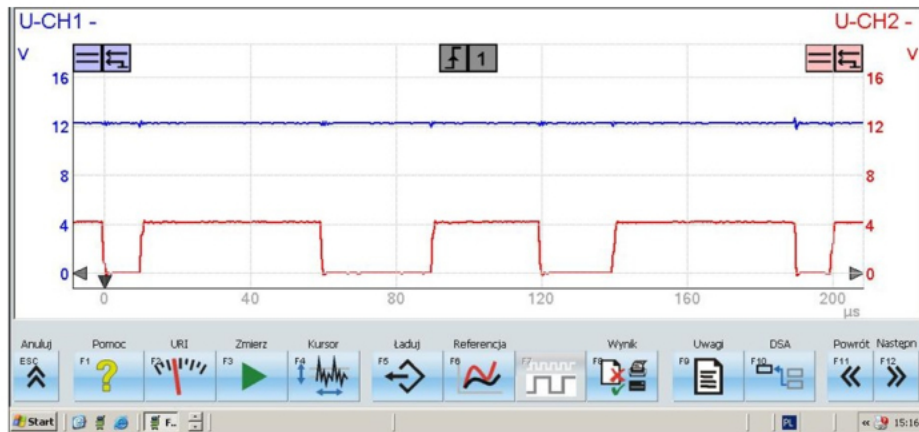 U-CH1 - U-CH2 -
V 1 V
16 16
12 12
8 8
4 4
0 0
0 40 80 120 160 200
µs
Anuluj Pomoc URI Zmierz Kursor Ładuj Referencja Wynik Uwagi DSA Powrót Następn
ESC F1 F2 F3 F4 F5 F6 F7 F8 F9 F10 F11 F12
Start F.. PL 15:16